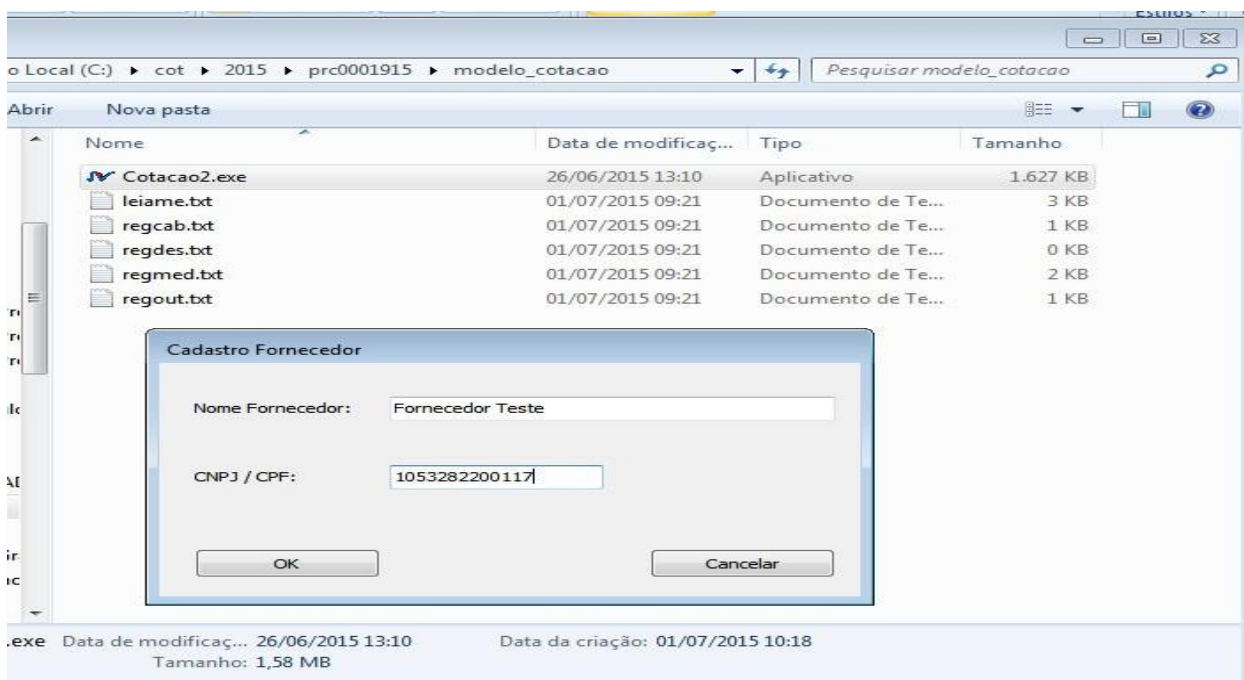 Estilos
o Local (C:) ▸ cot ▸ 2015 ▸ prc0001915 ▸ modelo_cotacao Pesquisar modelo_cotacao
Abrir Nova pasta
Nome Data de modificaç... Tipo Tamanho
Cotacao2.exe 26/06/2015 13:10 Aplicativo 1.627 KB
leiame.txt 01/07/2015 09:21 Documento de Te... 3 KB
regcab.txt 01/07/2015 09:21 Documento de Te... 1 KB
regdes.txt 01/07/2015 09:21 Documento de Te... 0 KB
regmed.txt 01/07/2015 09:21 Documento de Te... 2 KB
regout.txt 01/07/2015 09:21 Documento de Te... 1 KB
Cadastro Fornecedor
Nome Fornecedor: Fornecedor Teste
CNPJ / CPF: 1053282200117
OK Cancelar
.exe Data de modificaç... 26/06/2015 13:10 Data da criação: 01/07/2015 10:18
Tamanho: 1,58 MB